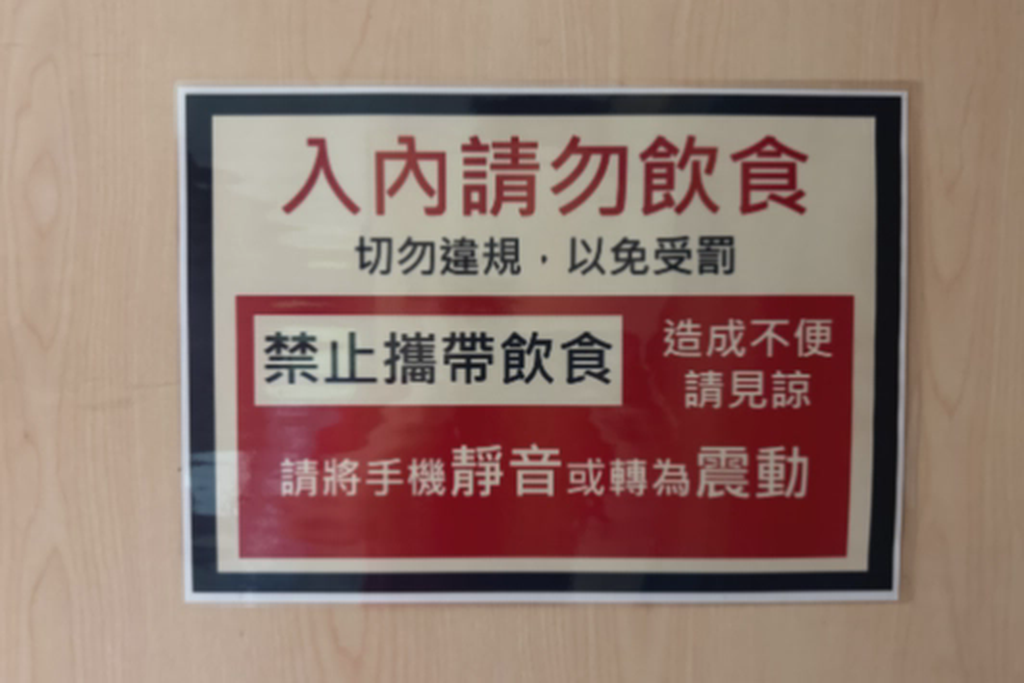 入內請勿飲食
切勿違規，以免受罰
禁止攜帶飲食
造成不便
請見諒
請將手機靜音或轉為震動